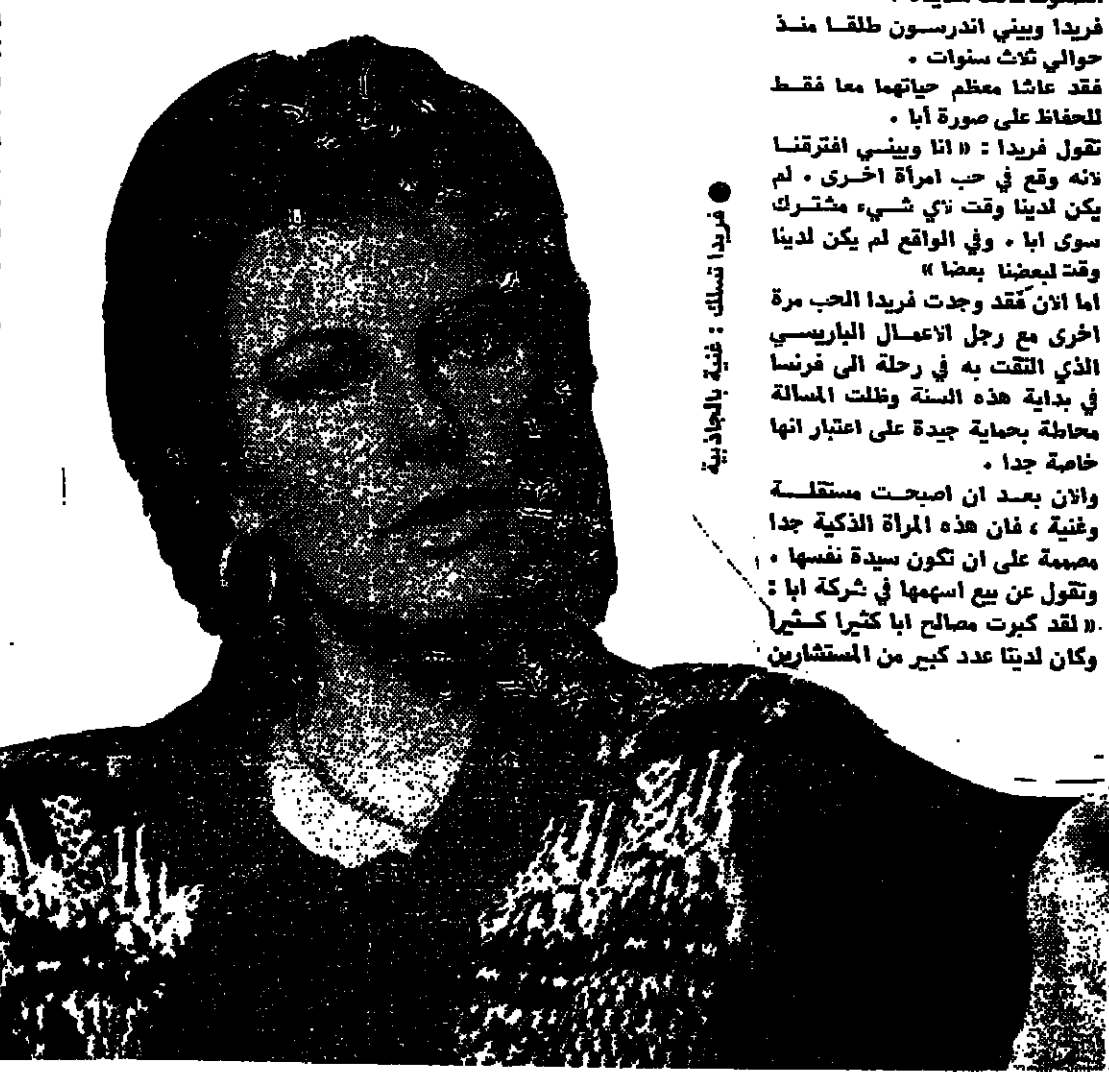 فريدا وبيني اندرسون طلقا منذ
حوالي ثلاث سنوات .
فقد عاشا معظم حياتهما معا فقط
للحفاظ على صورة أبا .
تقول فريدا : « انا وبيني افترقنا
لانه وقع في حب امرأة اخرى . لم
يكن لدينا وقت لاي شيء مشترك
سوى ابا . وفي الواقع لم يكن لدينا
وقت لبعضنا بعضا »
اما الان فقد وجدت فريدا الحب مرة
اخرى مع رجل الاعمال الباريسي
الذي التقت به في رحلة الى فرنسا
في بداية هذه السنة وظلت المسالة
محاطة بحماية جيدة على اعتبار انها
خاصة جدا .
والان بعد ان اصبحت مستقلة
وغنية ، فان هذه المراة الذكية جدا
مصممة على ان تكون سيدة نفسها .
وتقول عن بيع اسهمها في شركة ابا :
« لقد كبرت مصالح ابا كثيرا كثيرا
وكان لدينا عدد كبير من المستشارين
● فريدا تسلك : غنية بالجاذبية